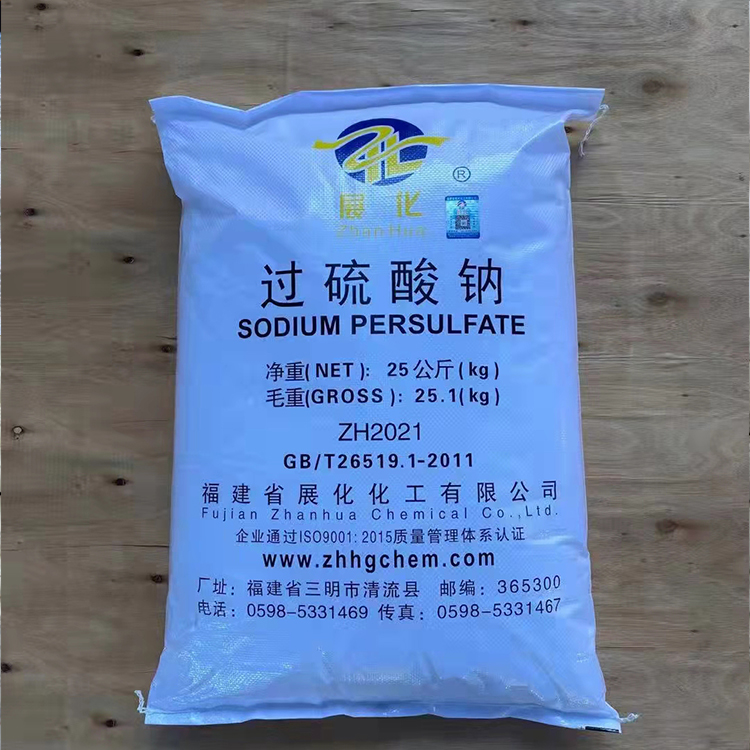 ZL
®
展化
ZhanHua
过硫酸钠
SODIUM PERSULFATE
净重(NET): 25公斤(kg)
毛重(GROSS): 25.1(kg)
ZH2021
GB/T26519.1-2011
福建省展化化工有限公司
Fujian Zhanhua Chemical Co.,Ltd.
企业通过ISO9001:2015质量管理体系认证
www.zhhgchem.com
厂址: 福建省三明市清流县 邮编: 365300
电话: 0598-5331469 传真: 0598-5331467